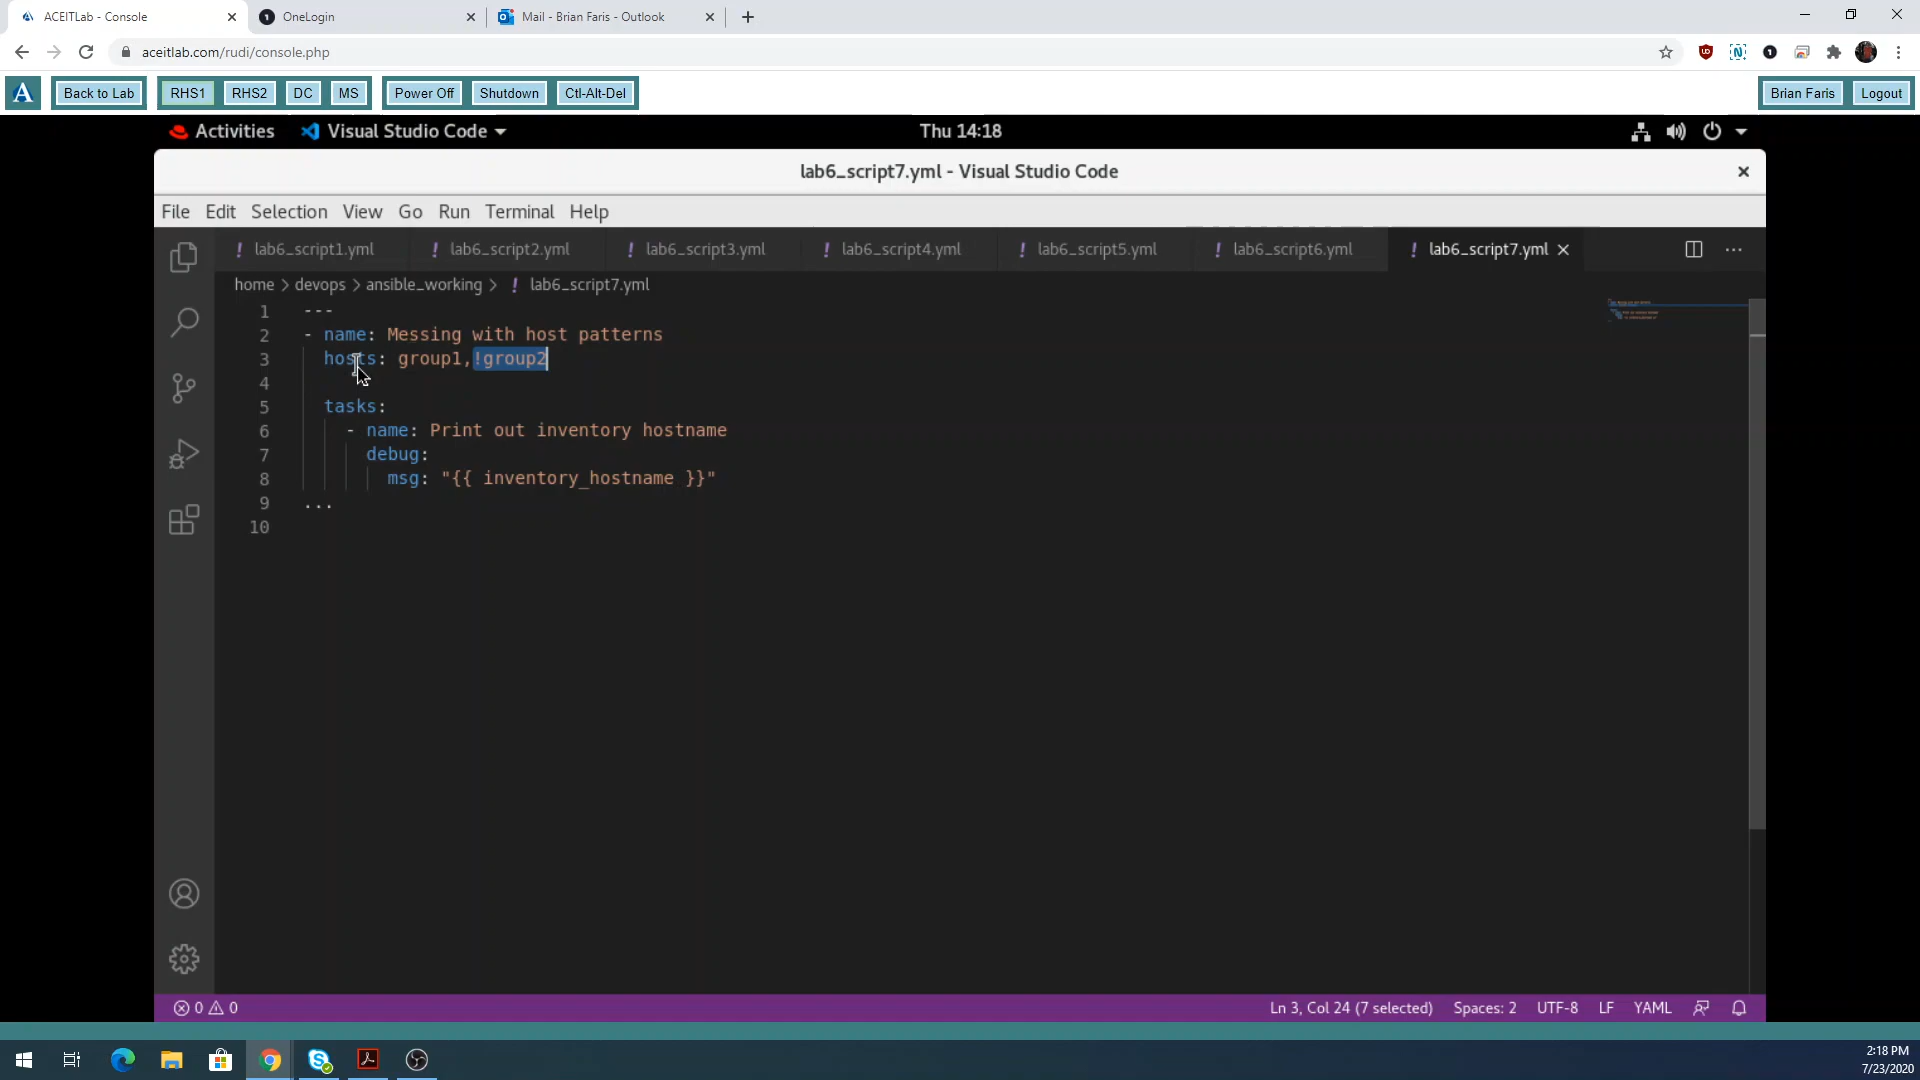 ACEITLab - Console
OneLogin
Mail - Brian Faris - Outlook
aceitlab.com/rudi/console.php
Back to Lab RHS1 RHS2 DC MS Power Off Shutdown Ctl-Alt-Del Brian Faris Logout
Activities Visual Studio Code Thu 14:18
lab6_script7.yml - Visual Studio Code
File Edit Selection View Go Run Terminal Help
! lab6_script1.yml ! lab6_script2.yml ! lab6_script3.yml ! lab6_script4.yml ! lab6_script5.yml ! lab6_script6.yml ! lab6_script7.yml
home > devops > ansible_working > ! lab6_script7.yml
1 ---
2 - name: Messing with host patterns
3 hosts: group1,!group2
4
5 tasks:
6 - name: Print out inventory hostname
7 debug:
8 msg: "{{ inventory_hostname }}"
9 ...
10
0 0 Ln 3, Col 24 (7 selected) Spaces: 2 UTF-8 LF YAML
2:18 PM
7/23/2020